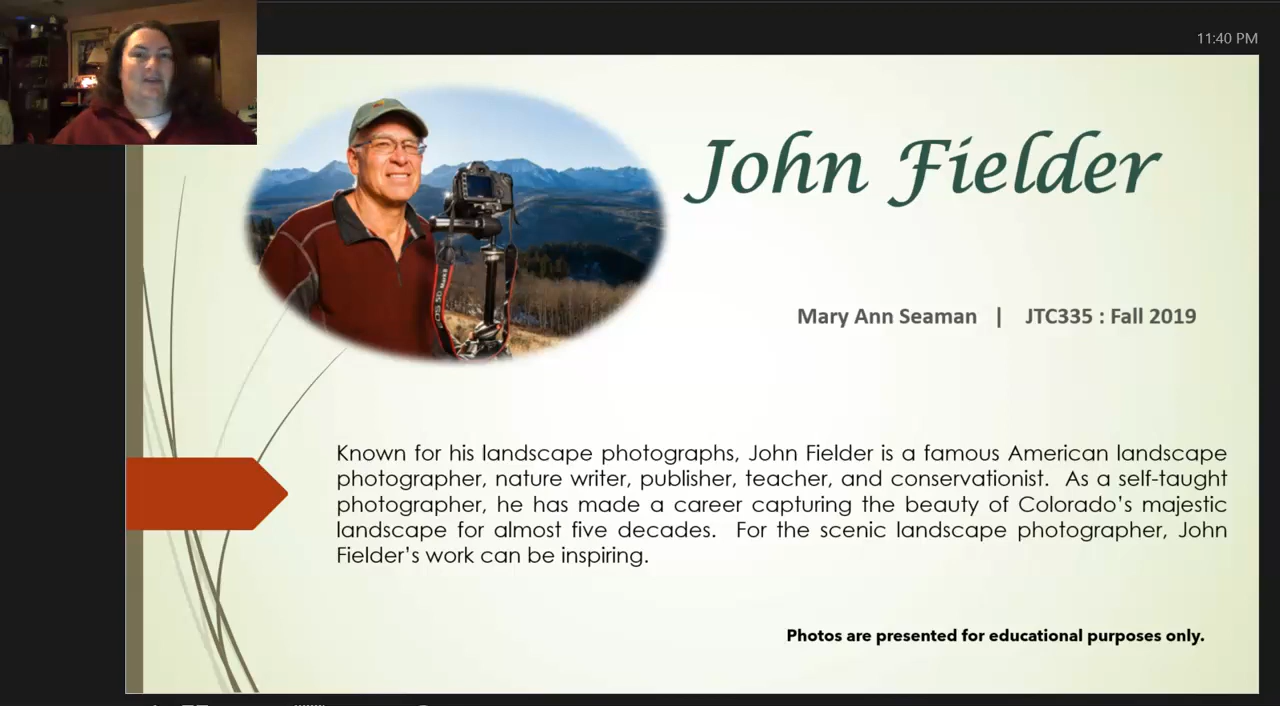 11:40 PM
John Fielder
Mary Ann Seaman | JTC335 : Fall 2019
Known for his landscape photographs, John Fielder is a famous American landscape
photographer, nature writer, publisher, teacher, and conservationist. As a self-taught
photographer, he has made a career capturing the beauty of Colorado’s majestic
landscape for almost five decades. For the scenic landscape photographer, John
Fielder’s work can be inspiring.
Photos are presented for educational purposes only.